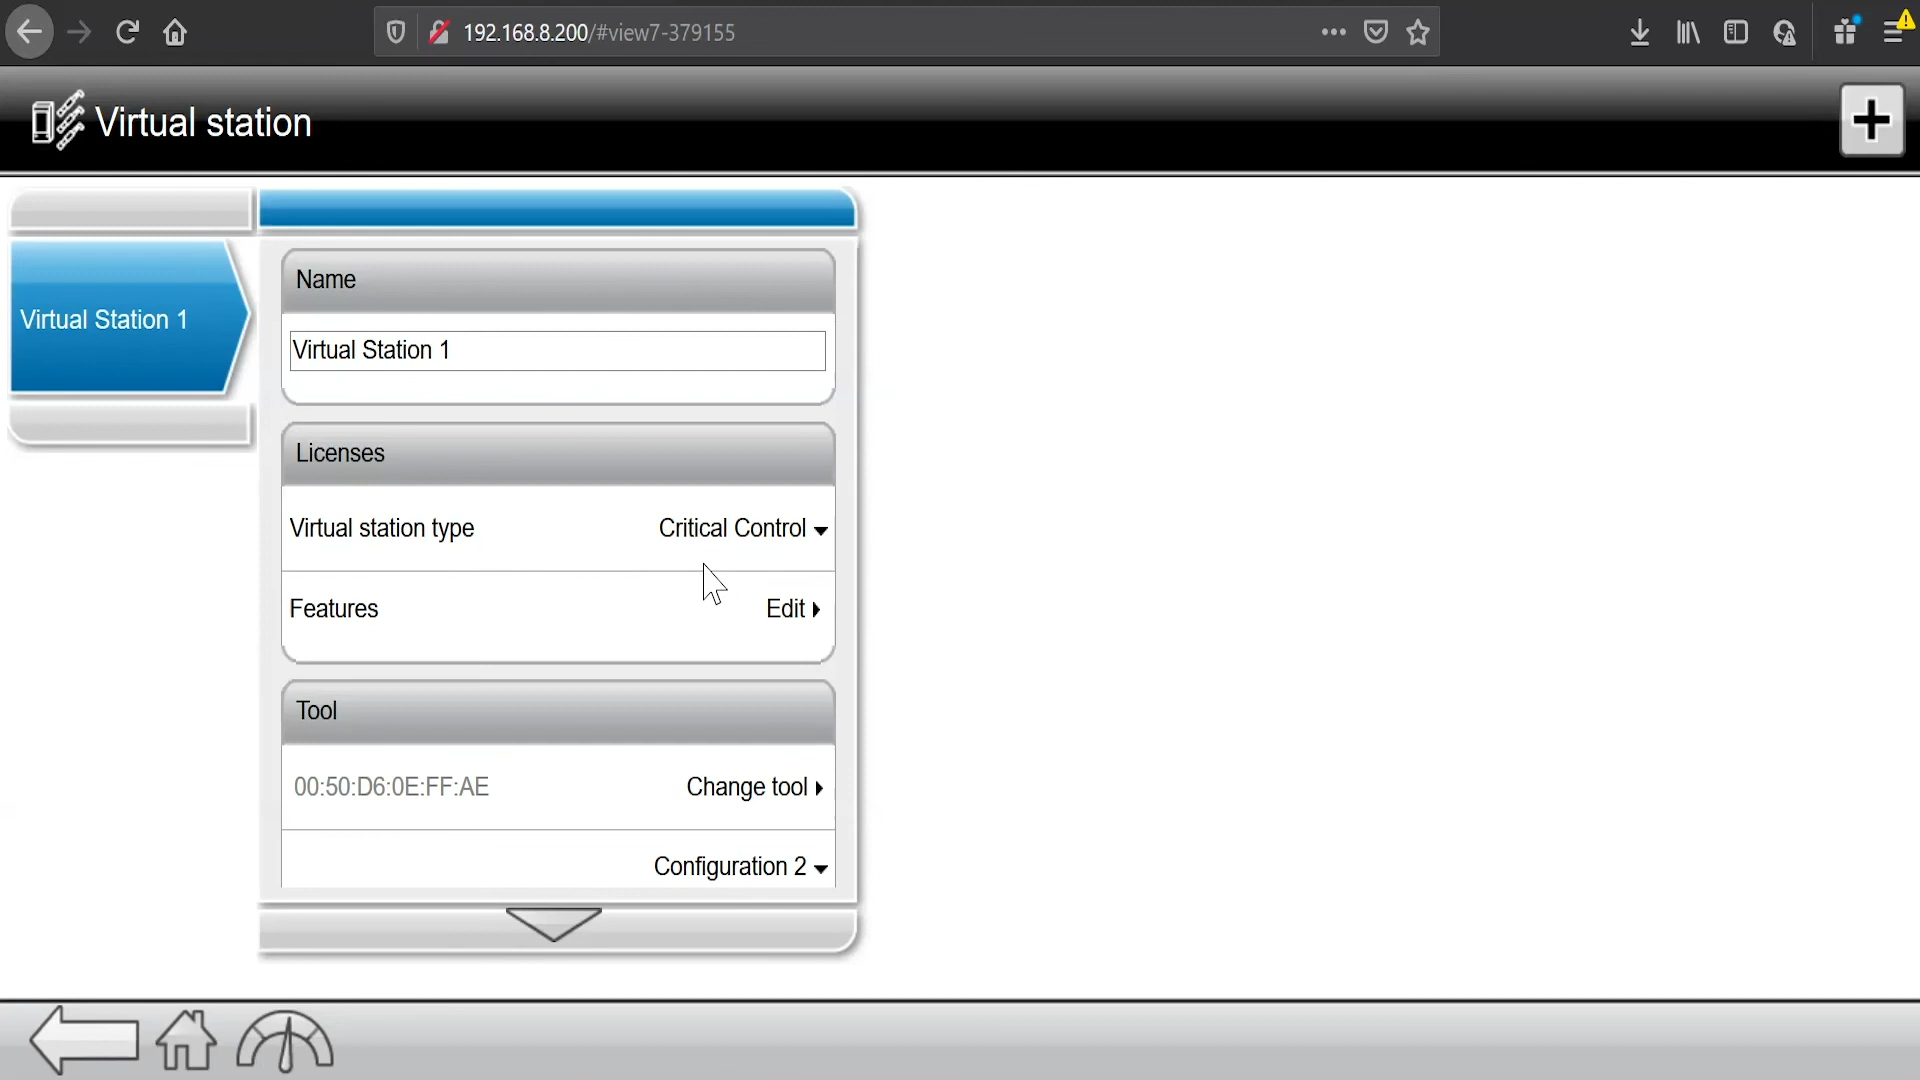 192.168.8.200/#view7-379155
Virtual station
Virtual Station 1
Name
Virtual Station 1
Licenses
Virtual station type Critical Control
Features Edit
Tool
00:50:D6:0E:FF:AE Change tool
Configuration 2